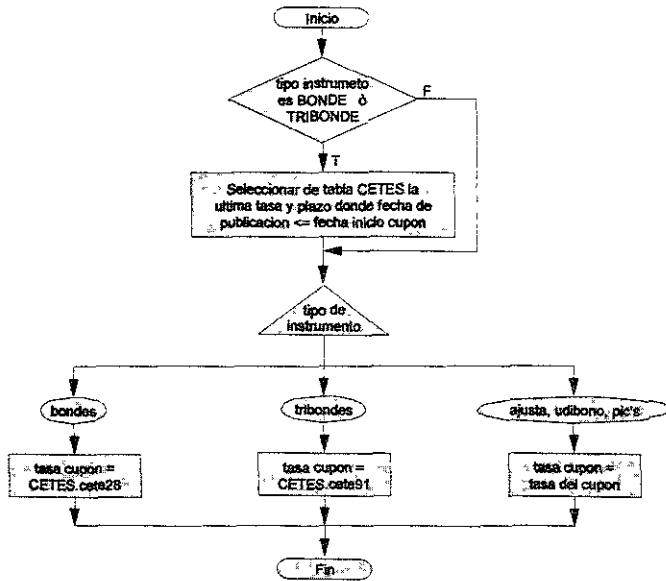 Inicio
tipo instrumeto
es BONDE ò
TRIBONDE
F
T
Seleccionar de tabla CETES la
ultima tasa y plazo donde fecha de
publicacion <= fecha inicio cupon
tipo de
instrumento
bondes
tribondes
ajusta, udibono, pic's
tasa cupon =
CETES.cete28
tasa cupon =
CETES.cete91
tasa cupon =
tasa del cupon
Fin